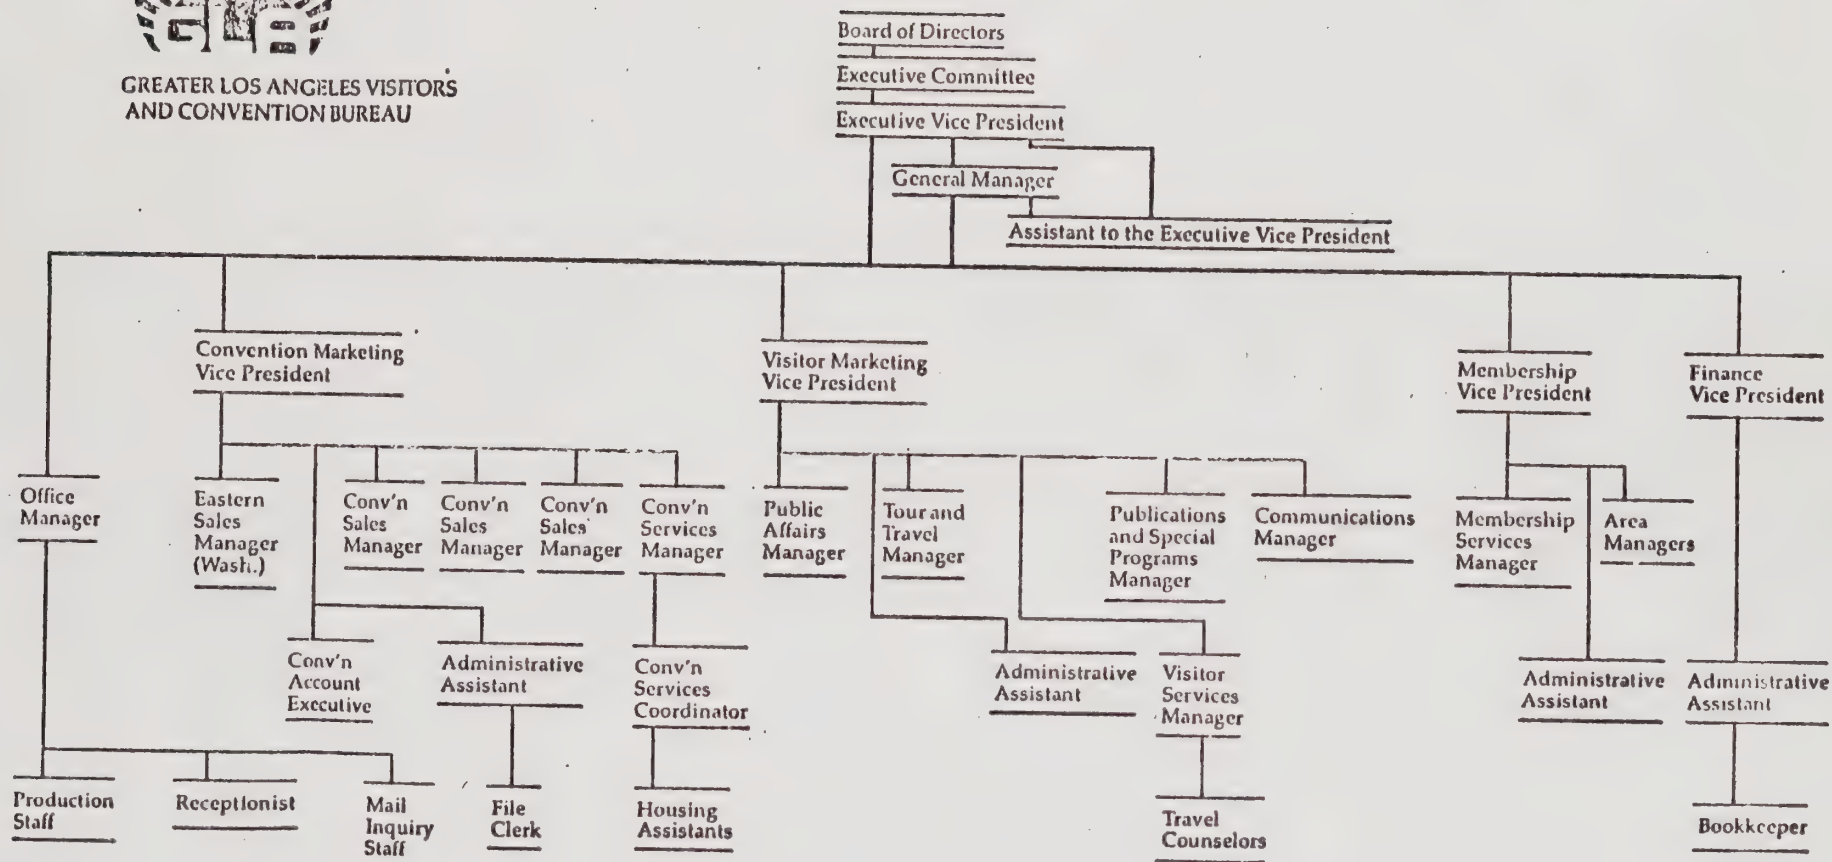 GLA
GREATER LOS ANGELES VISITORS
AND CONVENTION BUREAU
Board of Directors
Executive Committee
Executive Vice President
General Manager
Assistant to the Executive Vice President
Convention Marketing
Vice President
Visitor Marketing
Vice President
Membership
Vice President
Finance
Vice President
Office
Manager
Eastern
Sales
Manager
(Wash.)
Conv'n
Sales
Manager
Conv'n
Sales
Manager
Conv'n
Sales
Manager
Conv'n
Services
Manager
Public
Affairs
Manager
Tour and
Travel
Manager
Publications
and Special
Programs
Manager
Communications
Manager
Membership
Services
Manager
Area
Managers
Conv'n
Account
Executive
Administrative
Assistant
Conv'n
Services
Coordinator
Administrative
Assistant
Visitor
Services
Manager
Administrative
Assistant
Administrative
Assistant
Production
Staff
Receptionist
Mail
Inquiry
Staff
File
Clerk
Housing
Assistants
Travel
Counselors
Bookkeeper